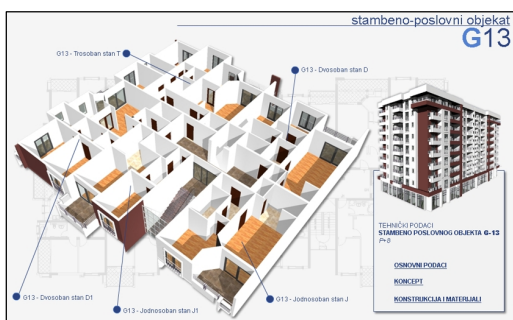 stambeno-poslovni objekat
G13
G13 - Trosoban stan T
G13 - Dvosoban stan D
TEHNIČKI PODACI
STAMBENO POSLOVNOG OBJEKTA G-13
P+8
OSNOVNI PODACI
KONCEPT
KONSTRUKCIJA I MATERIJALI
G13 - Dvosoban stan D1
G13 - Jednosoban stan J1
G13 - Jodnosoban stan J